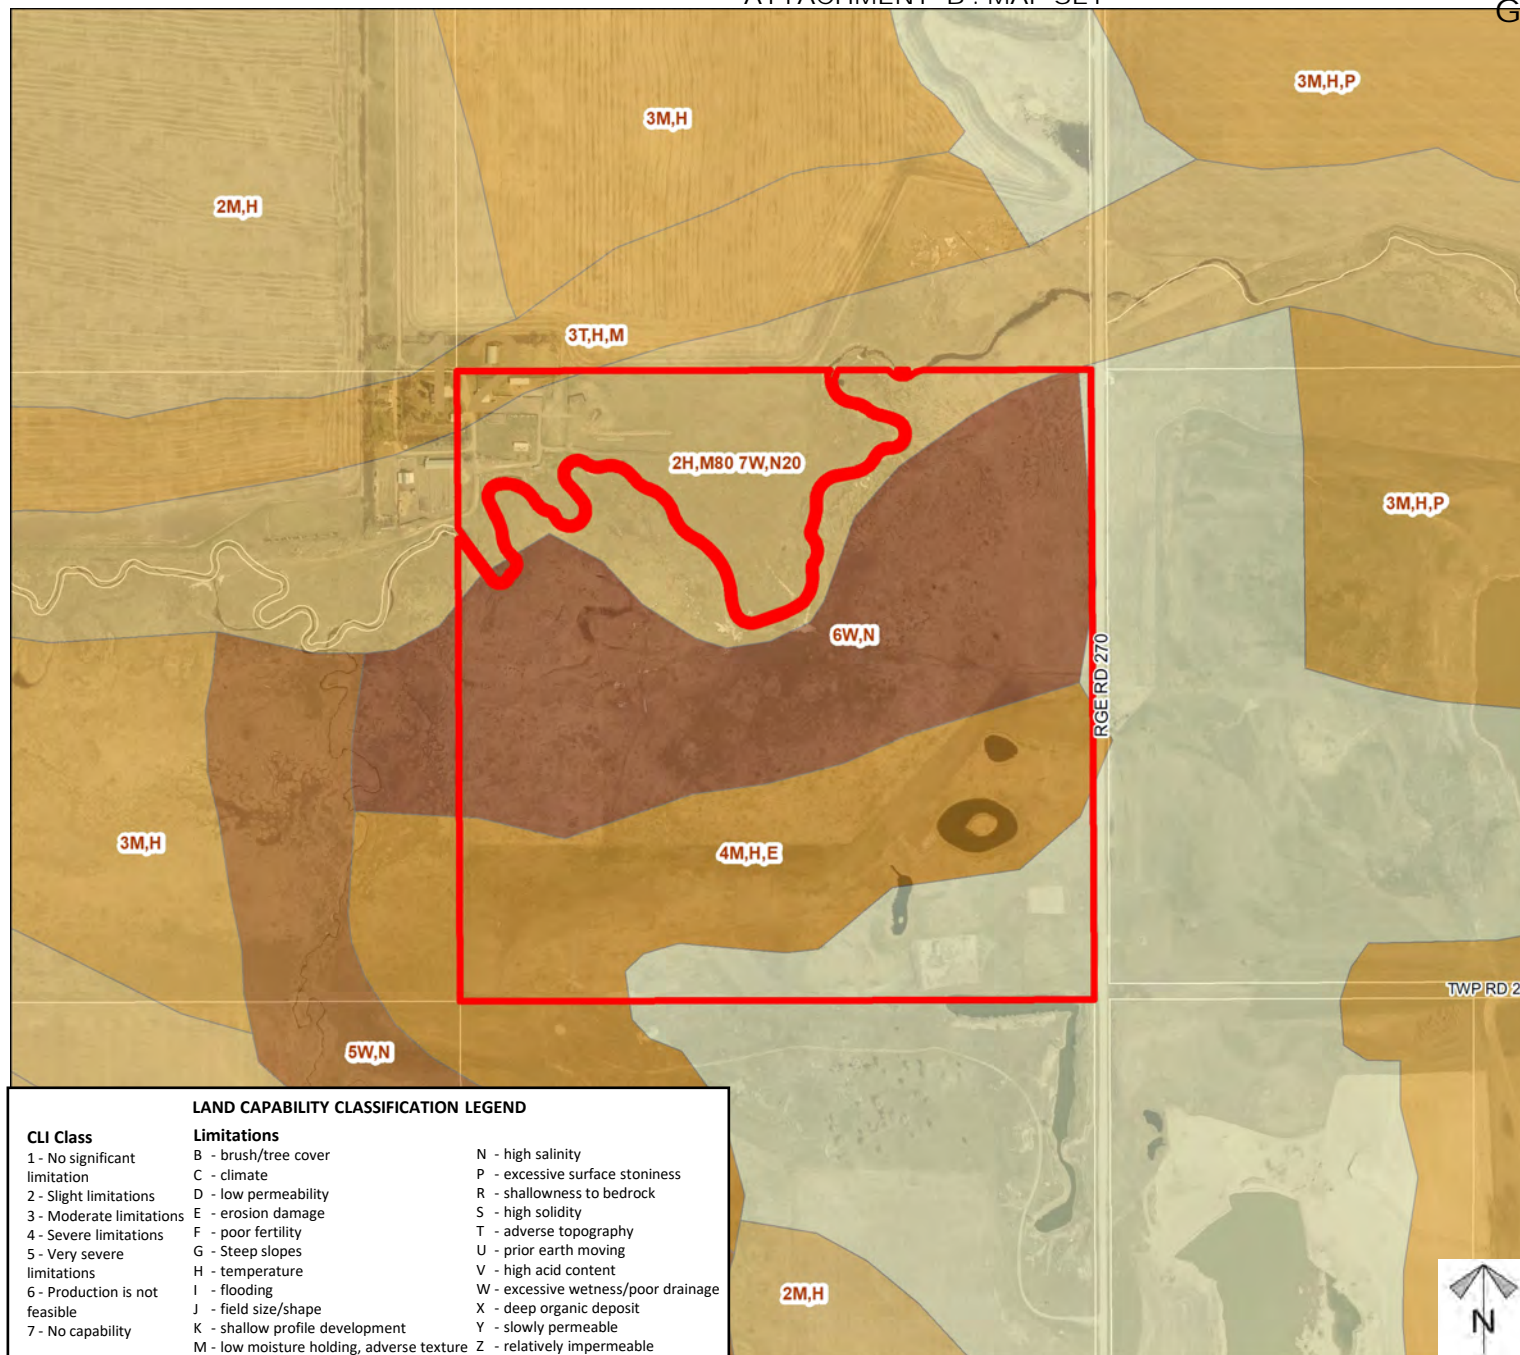 ATTACHMENT 'B': MAP SET
3M,H,P
3M,H
2M,H
3T,H,M
2H,M80 7W,N20
3M,H,P
6W,N
RGE RD 270
3M,H
4M,H,E
TWP RD 2
5W,N
2M,H
N
LAND CAPABILITY CLASSIFICATION LEGEND
CLI Class
1 - No significant
limitation
2 - Slight limitations
3 - Moderate limitations
4 - Severe limitations
5 - Very severe
limitations
6 - Production is not
feasible
7 - No capability
Limitations
B - brush/tree cover
C - climate
D - low permeability
E - erosion damage
F - poor fertility
G - Steep slopes
H - temperature
I - flooding
J - field size/shape
K - shallow profile development
M - low moisture holding, adverse texture
N - high salinity
P - excessive surface stoniness
R - shallowness to bedrock
S - high solidity
T - adverse topography
U - prior earth moving
V - high acid content
W - excessive wetness/poor drainage
X - deep organic deposit
Y - slowly permeable
Z - relatively impermeable